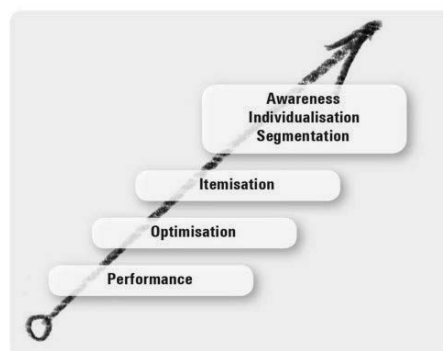 Awareness
Individualisation
Segmentation
Itemisation
Optimisation
Performance